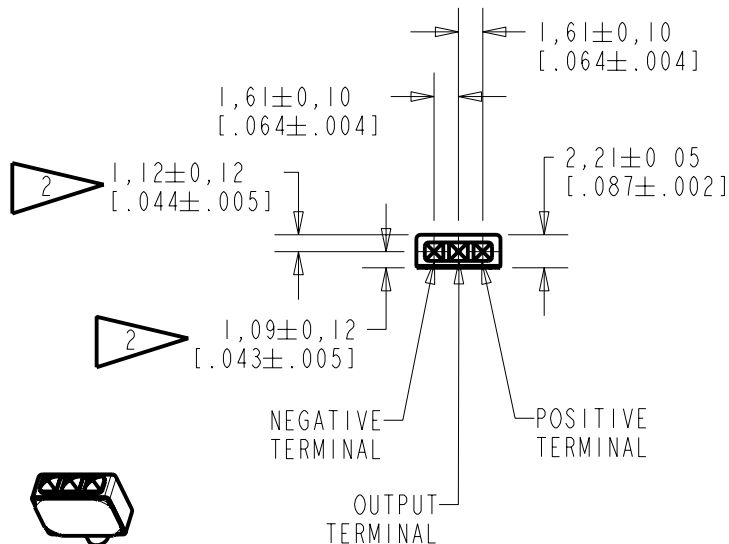 1,61±0,10
[.064±.004]
1,61±0,10
[.064±.004]
2
1,12±0,12
[.044±.005]
2,21±0 05
[.087±.002]
2
1,09±0,12
[.043±.005]
NEGATIVE
TERMINAL
POSITIVE
TERMINAL
OUTPUT
TERMINAL